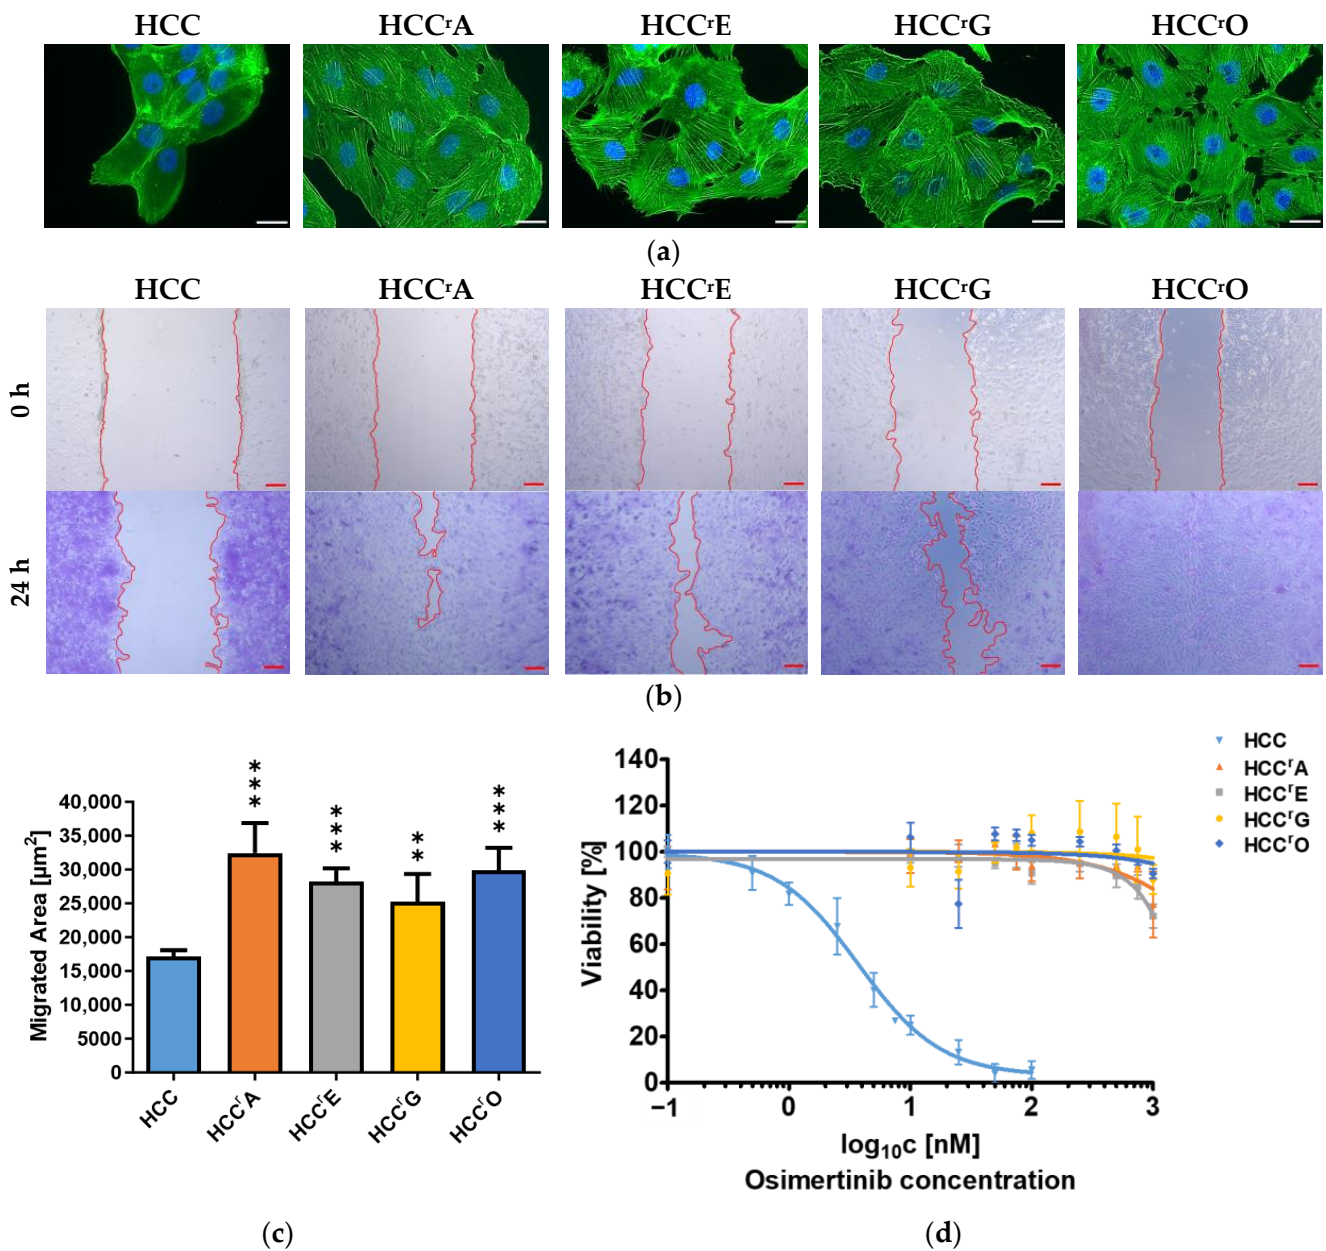 HCC HCCʳA HCCʳE HCCʳG HCCʳO
(a)
HCC HCCʳA HCCʳE HCCʳG HCCʳO
0 h
24 h
(b)
Migrated Area [µm²]
40,000
35,000
30,000
25,000
20,000
15,000
10,000
5000
0
***
***
**
***
HCC
HCCʳA
HCCʳE
HCCʳG
HCCʳO
(c)
Viability [%]
140
120
100
80
60
40
20
0
−1 0 1 2 3
log₁₀c [nM]
Osimertinib concentration
HCC
HCCʳA
HCCʳE
HCCʳG
HCCʳO
(d)